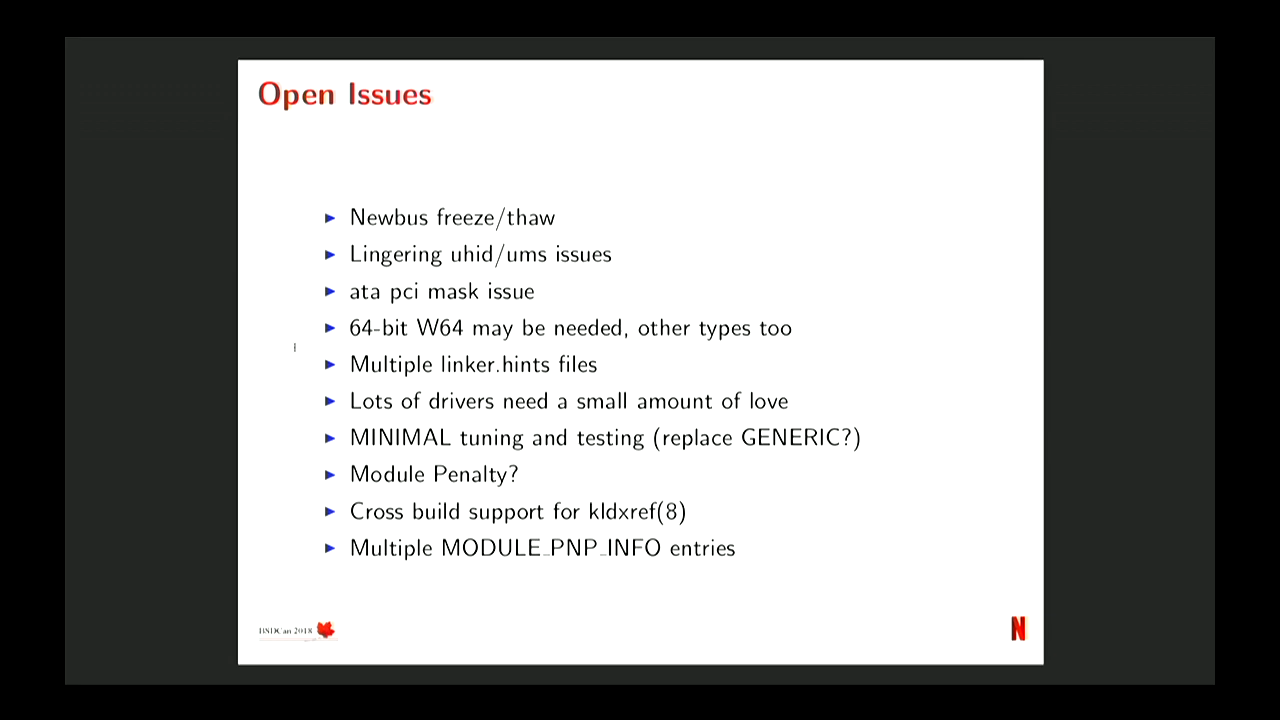 Open Issues
Newbus freeze/thaw
Lingering uhid/ums issues
ata pci mask issue
64-bit W64 may be needed, other types too
Multiple linker.hints files
Lots of drivers need a small amount of love
MINIMAL tuning and testing (replace GENERIC?)
Module Penalty?
Cross build support for kldxref(8)
Multiple MODULE_PNP_INFO entries
BSDCan 2018
N